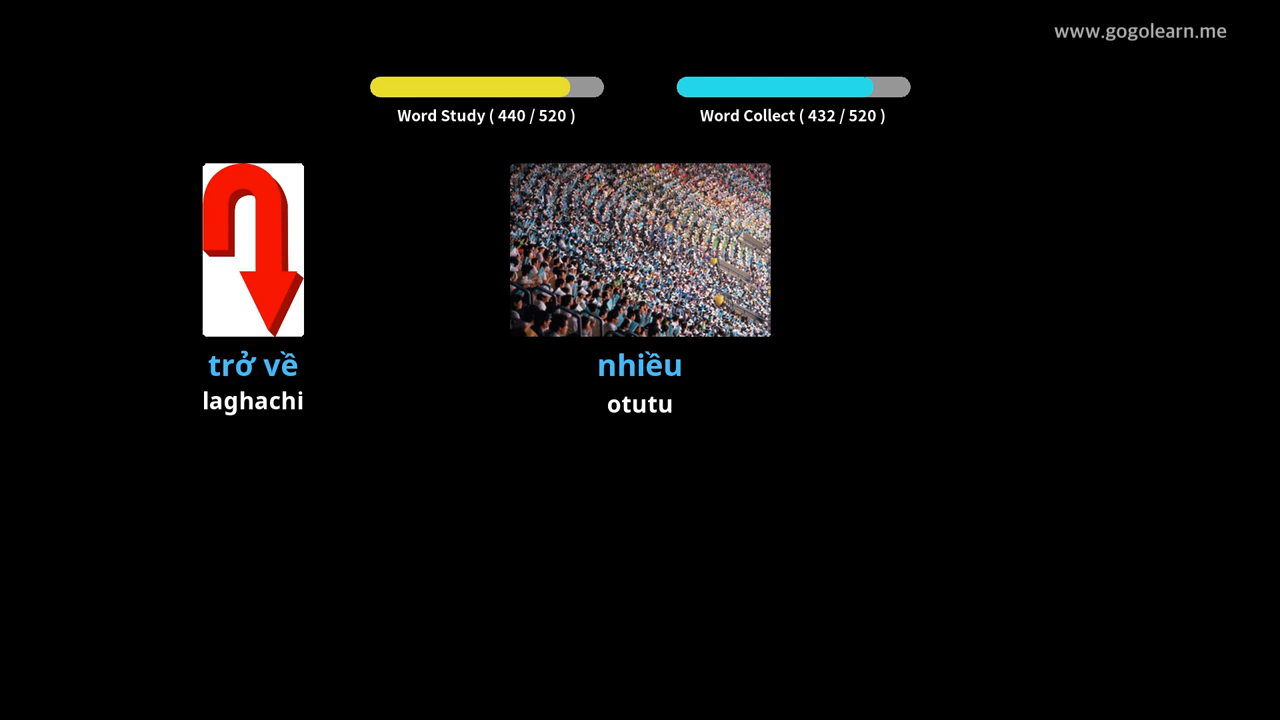 www.gogolearn.me
Word Study ( 440 / 520 )
Word Collect ( 432 / 520 )
trở về
laghachi
nhiều
otutu